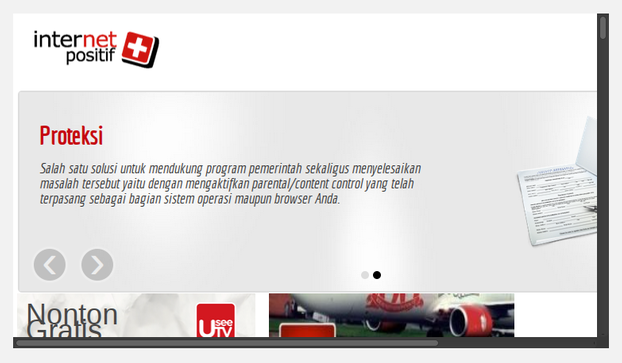 internet
positif
Proteksi
Salah satu solusi untuk mendukung program pemerintah sekaligus menyelesaikan
masalah tersebut yaitu dengan mengaktifkan parental/content control yang telah
terpasang sebagai bagian sistem operasi maupun browser Anda.
Nonton
Gratis
Usee
TV